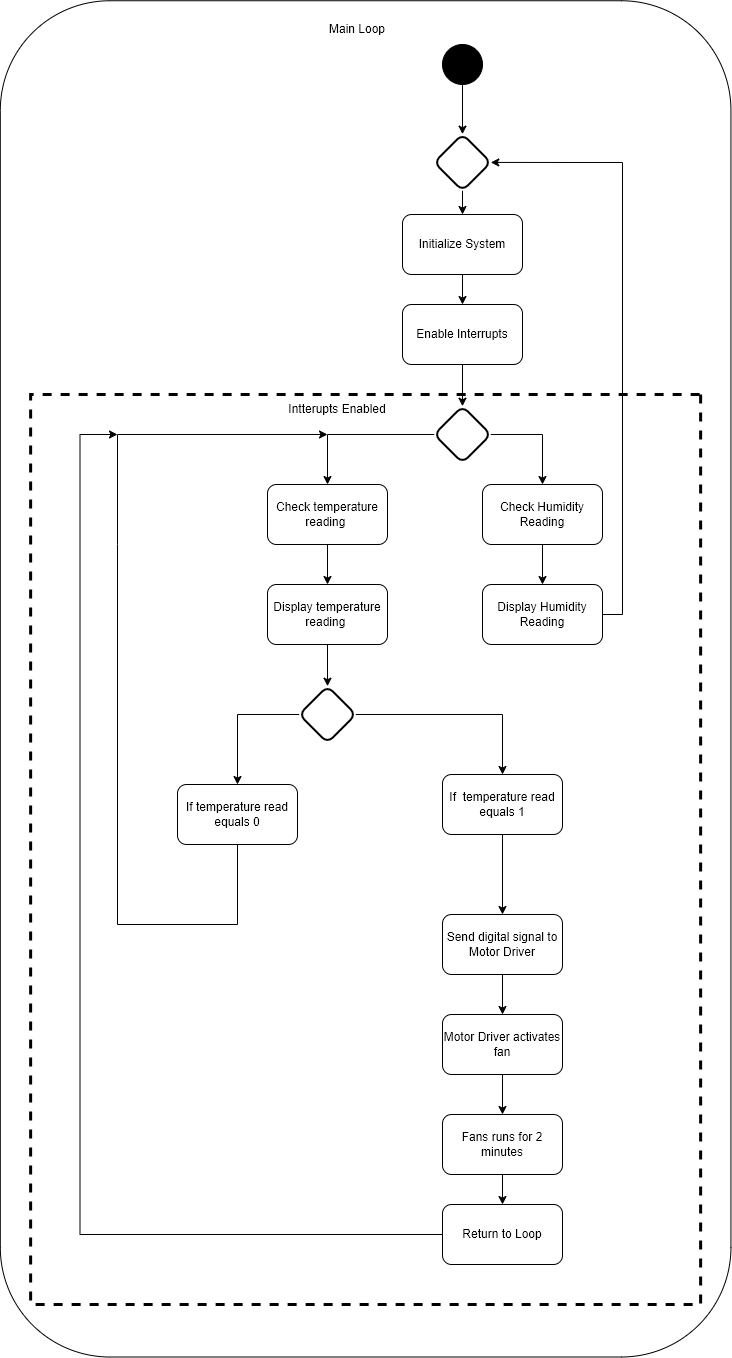 Main Loop
Initialize System
Enable Interrupts
Intterupts Enabled
Check temperature
reading
Check Humidity
Reading
Display temperature
reading
Display Humidity
Reading
If temperature read
equals 0
If  temperature read
equals 1
Send digital signal to
Motor Driver
Motor Driver activates
fan
Fans runs for 2
minutes
Return to Loop